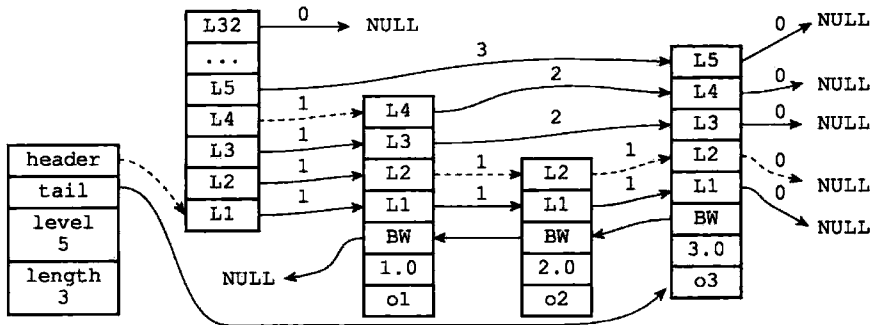 L32
0
NULL
...
L5
3
L4
1
L3
1
L2
1
L1
1
header
tail
level
5
length
3
NULL
L4
2
L3
2
L2
1
L1
1
BW
1.0
o1
L2
1
L1
1
BW
2.0
o2
L5
0
NULL
L4
0
NULL
L3
0
NULL
L2
0
NULL
L1
0
NULL
BW
3.0
o3